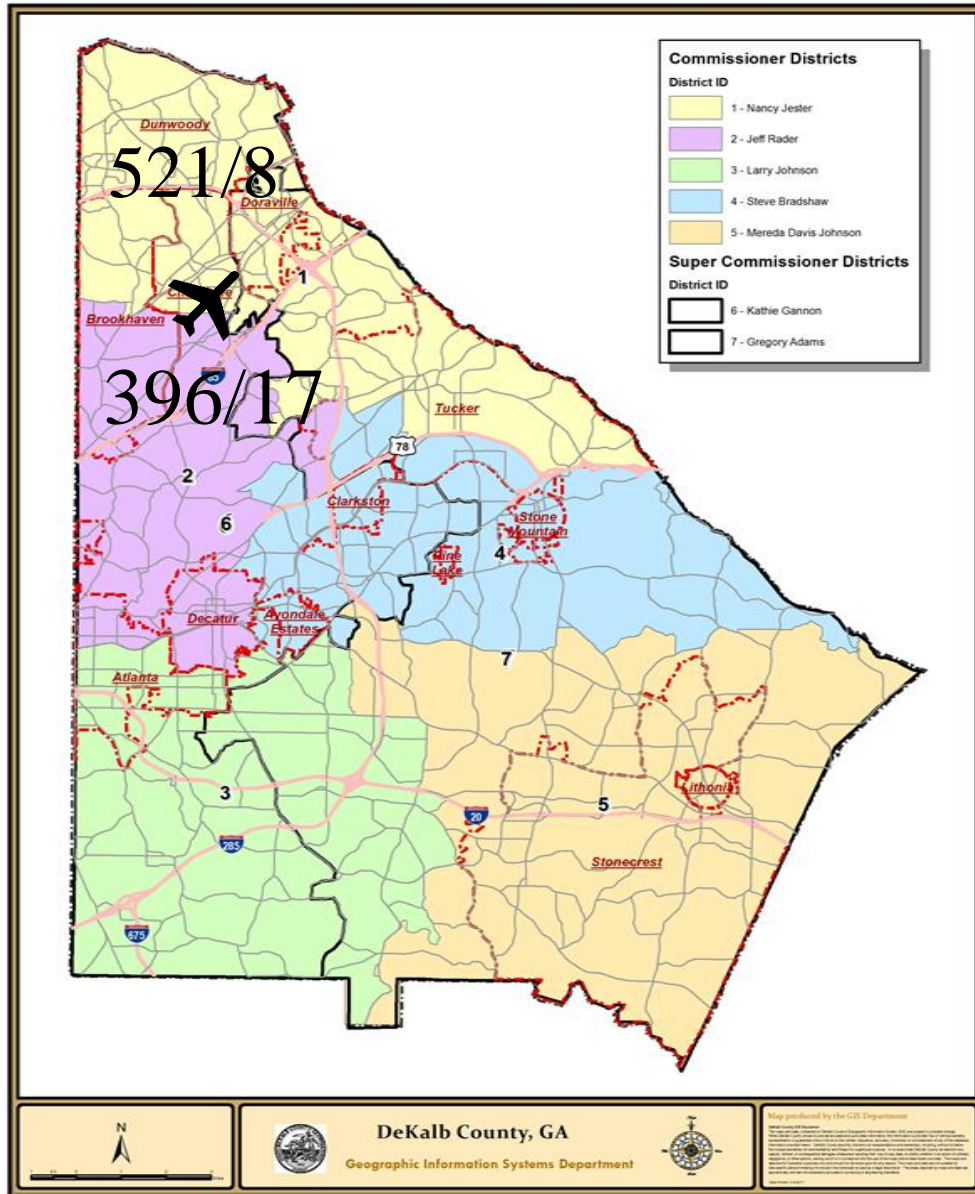 Commissioner Districts
District ID
1 - Nancy Jester
2 - Jeff Rader
3 - Larry Johnson
4 - Steve Bradshaw
5 - Mereda Davis Johnson
Super Commissioner Districts
District ID
6 - Kathie Gannon
7 - Gregory Adams
Dunwoody
521/8
Doraville
1
Brookhaven
85
396/17
Tucker
78
2
Clarkston
6
Stone
Mountain
4
Lake
Decatur
Avondale
Estates
7
Atlanta
ithonia
3
5
20
285
Stonecrest
675
N
DeKalb County, GA
Geographic Information Systems Department
Map produced by the GIS Department